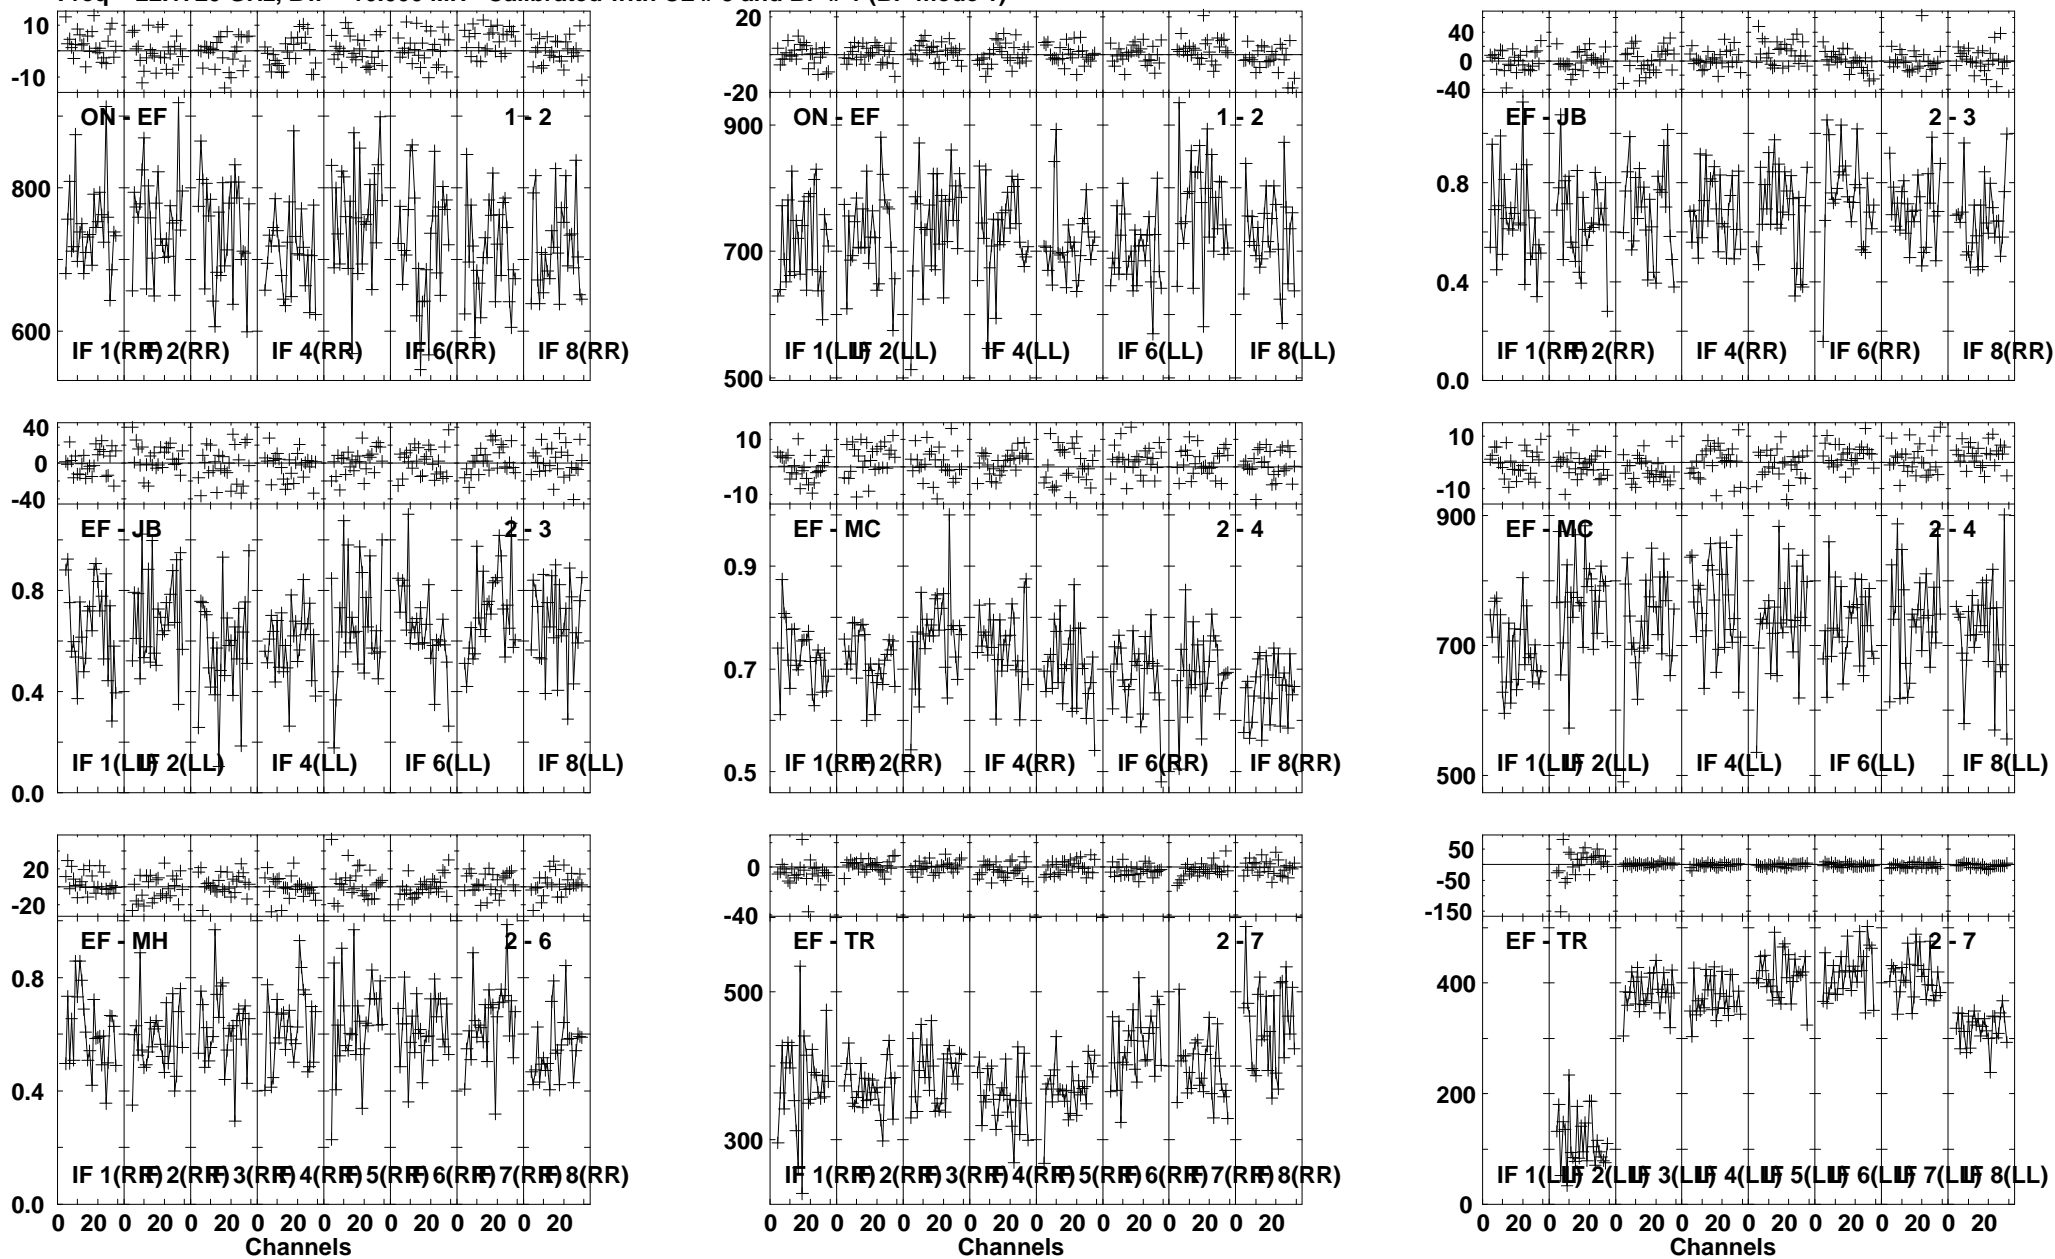 10
-10
ON - EF 1 - 2
800
600
IF 1(RR) IF 2(RR) IF 4(RR) IF 6(RR) IF 8(RR)
20
-20
900
ON - EF 1 - 2
700
500
IF 1(LL) IF 2(LL) IF 4(LL) IF 6(LL) IF 8(LL)
40
0
-40
EF - JB 2 - 3
0.8
0.4
0.0
IF 1(RR) IF 2(RR) IF 4(RR) IF 6(RR) IF 8(RR)
40
0
-40
EF - JB 2 - 3
0.8
0.4
0.0
IF 1(LL) IF 2(LL) IF 4(LL) IF 6(LL) IF 8(LL)
10
-10
EF - MC 2 - 4
0.9
0.7
0.5
IF 1(RR) IF 2(RR) IF 4(RR) IF 6(RR) IF 8(RR)
10
-10
900
EF - MC 2 - 4
700
500
IF 1(LL) IF 2(LL) IF 4(LL) IF 6(LL) IF 8(LL)
20
-20
EF - MH 2 - 6
0.8
0.4
IF 1(RR) IF 2(RR) IF 3(RR) IF 4(RR) IF 5(RR) IF 6(RR) IF 7(RR) IF 8(RR)
0.0
0 20 0 20 0 20 0 20 0 20 0 20 0 20 0 20
Channels
0
-40
EF - TR 2 - 7
500
300
IF 1(RR) IF 2(RR) IF 3(RR) IF 4(RR) IF 5(RR) IF 6(RR) IF 7(RR) IF 8(RR)
0 20 0 20 0 20 0 20 0 20 0 20 0 20 0 20
Channels
50
-50
-150
EF - TR 2 - 7
400
200
IF 1(LL) IF 2(LL) IF 3(LL) IF 4(LL) IF 5(LL) IF 6(LL) IF 7(LL) IF 8(LL)
0
0 20 0 20 0 20 0 20 0 20 0 20 0 20 0 20
Channels